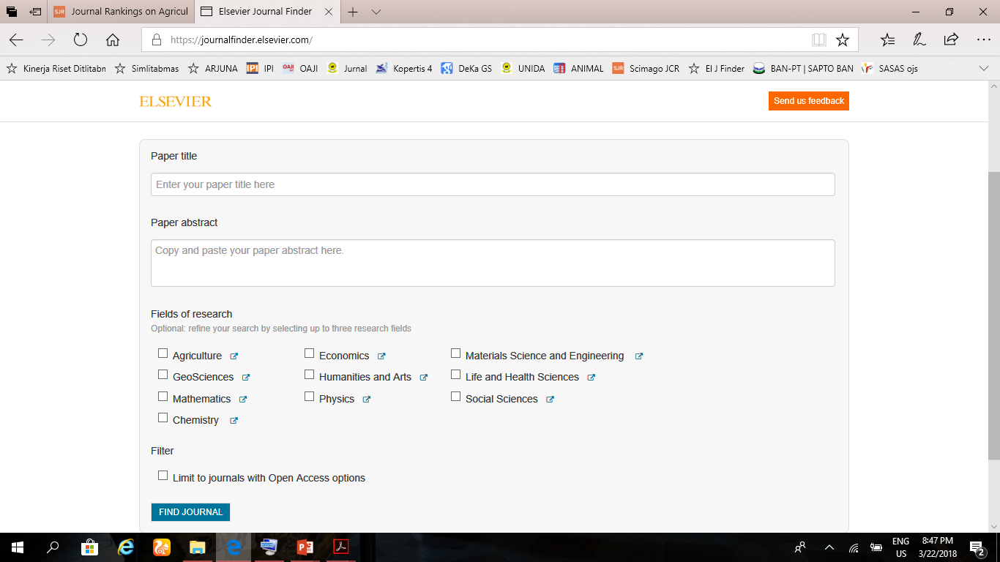 Journal Rankings on Agricul
Elsevier Journal Finder
https://journalfinder.elsevier.com/
Kinerja Riset Ditlitabn Simlitabmas ARJUNA IPI IPI OAJI OAJI Jurnal Kopertis 4 DeKa GS UNIDA ANIMAL SJR Scimago JCR El J Finder BAN-PT | SAPTO BAN SASAS ojs
ELSEVIER
Send us feedback
Paper title
Enter your paper title here
Paper abstract
Copy and paste your paper abstract here.
Fields of research
Optional: refine your search by selecting up to three research fields
Agriculture Economics Materials Science and Engineering
GeoSciences Humanities and Arts Life and Health Sciences
Mathematics Physics Social Sciences
Chemistry
Filter
Limit to journals with Open Access options
FIND JOURNAL
ENG 8:47 PM
US 3/22/2018 2